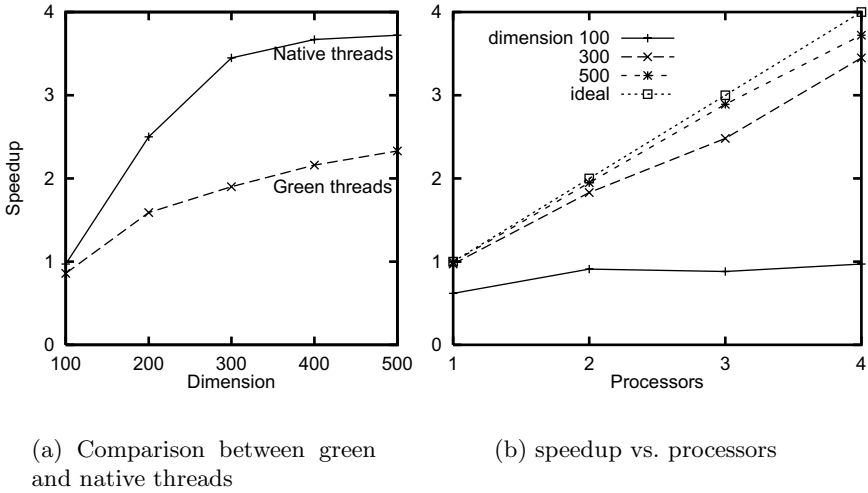 4
3
2
1
0
Speedup
100 200 300 400 500
Dimension
Native threads
Green threads
(a) Comparison between green
and native threads
4
3
2
1
0
dimension 100
300
500
ideal
1 2 3 4
Processors
(b) speedup vs. processors